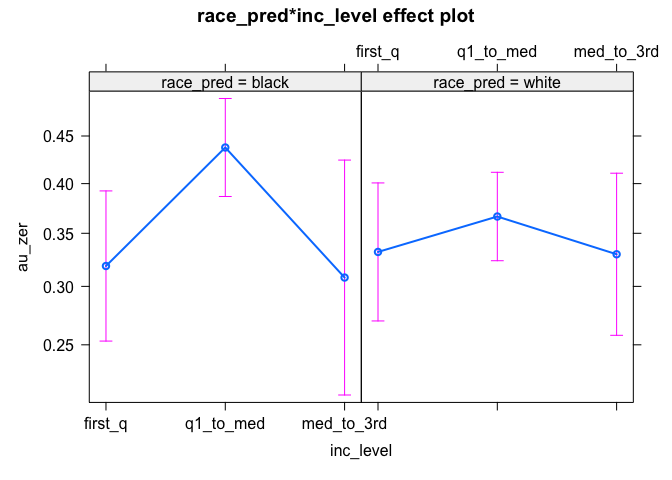 race_pred*inc_level effect plot
first_q q1_to_med med_to_3rd
race_pred = black race_pred = white
0.45
0.40
0.35
0.30
0.25
au_zer
first_q q1_to_med med_to_3rd
inc_level